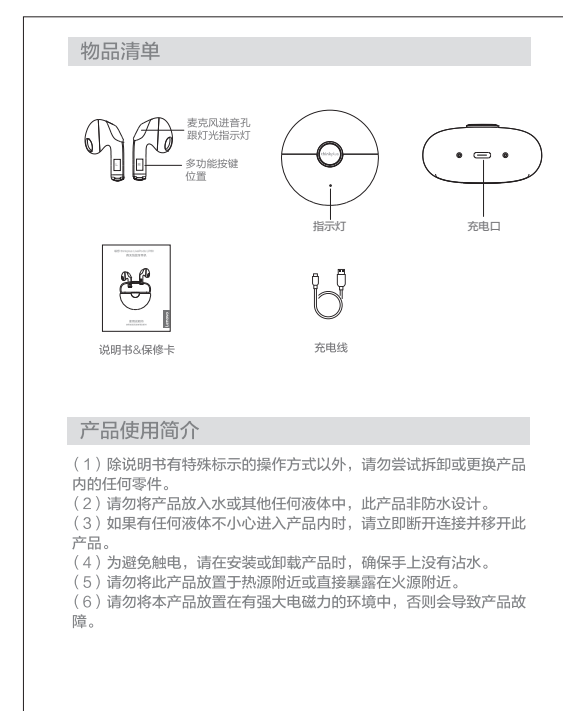 物品清单
麦克风进音孔
跟灯光指示灯
多功能按键
位置
指示灯
充电口
说明书&保修卡
充电线
产品使用简介
（1）除说明书有特殊标示的操作方式以外，请勿尝试拆卸或更换产品
内的任何零件。
（2）请勿将产品放入水或其他任何液体中，此产品非防水设计。
（3）如果有任何液体不小心进入产品内时，请立即断开连接并移开此
产品。
（4）为避免触电，请在安装或卸载产品时，确保手上没有沾水。
（5）请勿将此产品放置于热源附近或直接暴露在火源附近。
（6）请勿将本产品放置在有强大电磁力的环境中，否则会导致产品故
障。